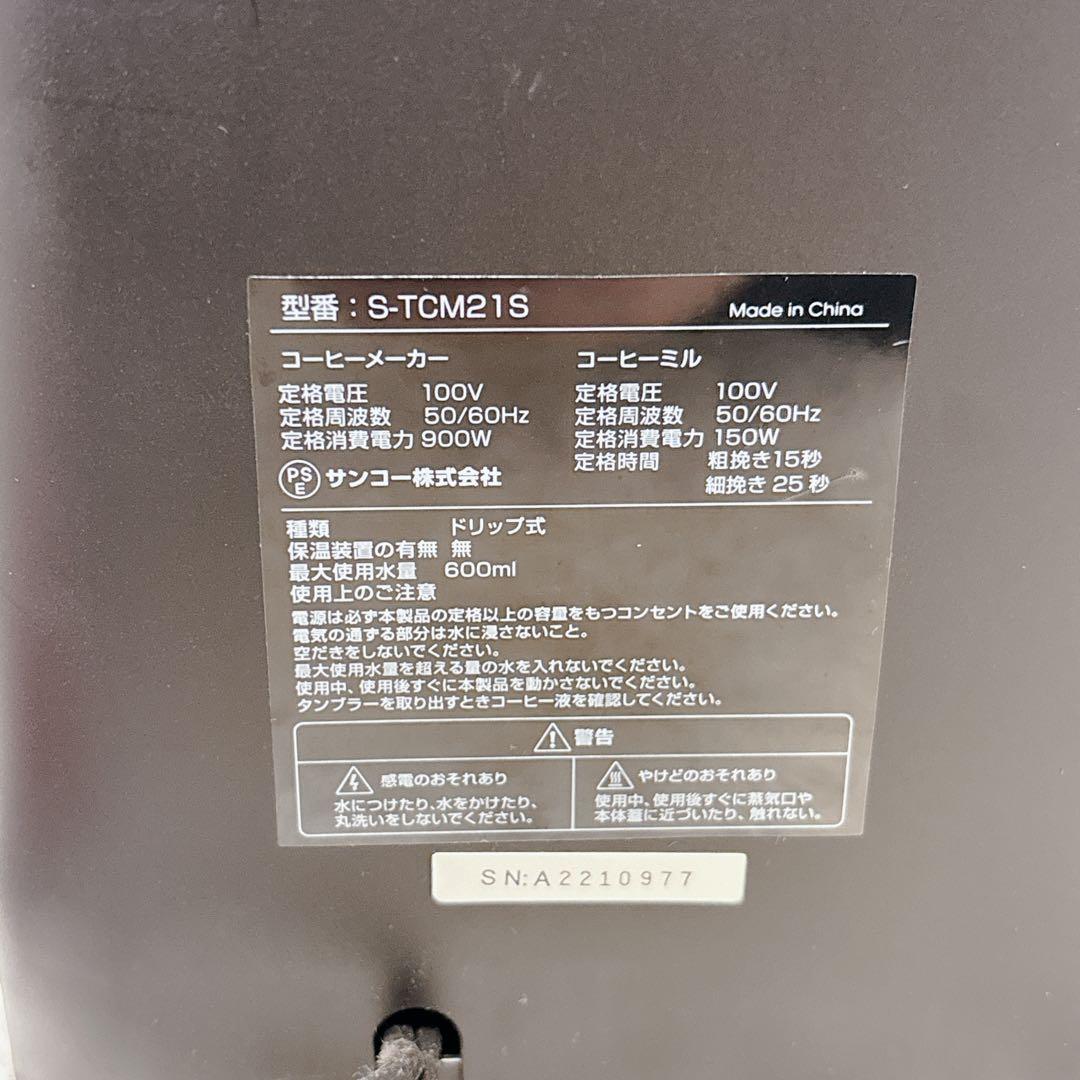 型番：S-TCM21S Made in China
コーヒーメーカー コーヒーミル
定格電圧 100V 定格電圧 100V
定格周波数 50/60Hz 定格周波数 50/60Hz
定格消費電力 900W 定格消費電力 150W
定格時間 粗挽き15秒
PSE サンコー株式会社 細挽き 25秒
種類 ドリップ式
保温装置の有無 無
最大使用水量 600ml
使用上のご注意
電源は必ず本製品の定格以上の容量をもつコンセントをご使用ください。
電気の通ずる部分は水に浸さないこと。
空だきをしないでください。
最大使用水量を超える量の水を入れないでください。
使用中、使用後すぐに本製品を動かさないでください。
タンブラーを取り出すときコーヒー液を確認してください。
警告
感電のおそれあり やけどのおそれあり
水につけたり、水をかけたり、 使用中、使用後すぐに蒸気口や
丸洗いをしないでください。 本体蓋に近づいたり、触れない。
SN:A2210977